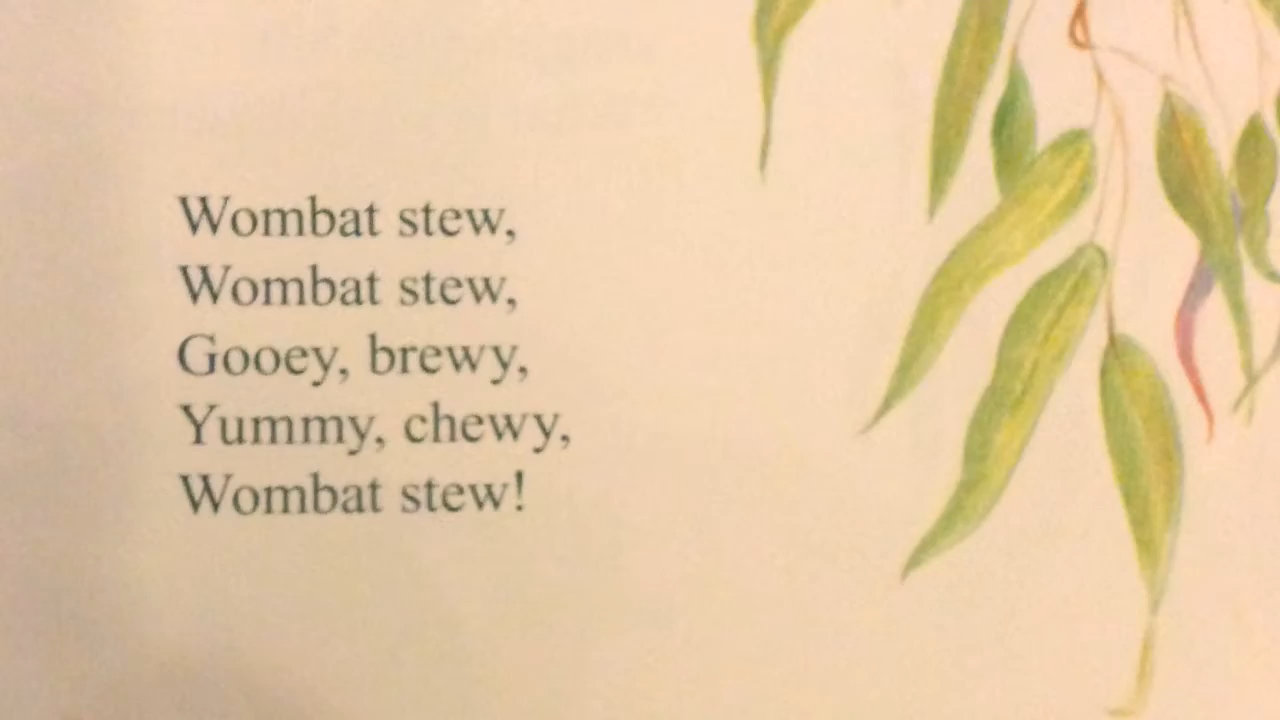 Wombat stew,
Wombat stew,
Gooey, brewy,
Yummy, chewy,
Wombat stew!